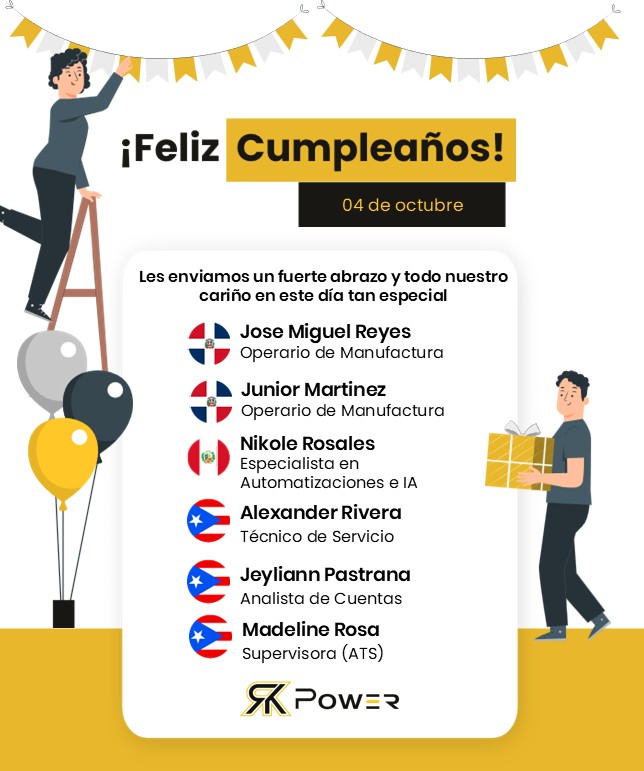 ¡Feliz Cumpleaños!
04 de octubre
Les enviamos un fuerte abrazo y todo nuestro
cariño en este día tan especial
Jose Miguel Reyes
Operario de Manufactura
Junior Martinez
Operario de Manufactura
Nikole Rosales
Especialista en
Automatizaciones e IA
Alexander Rivera
Técnico de Servicio
Jeyliann Pastrana
Analista de Cuentas
Madeline Rosa
Supervisora (ATS)
RK Power